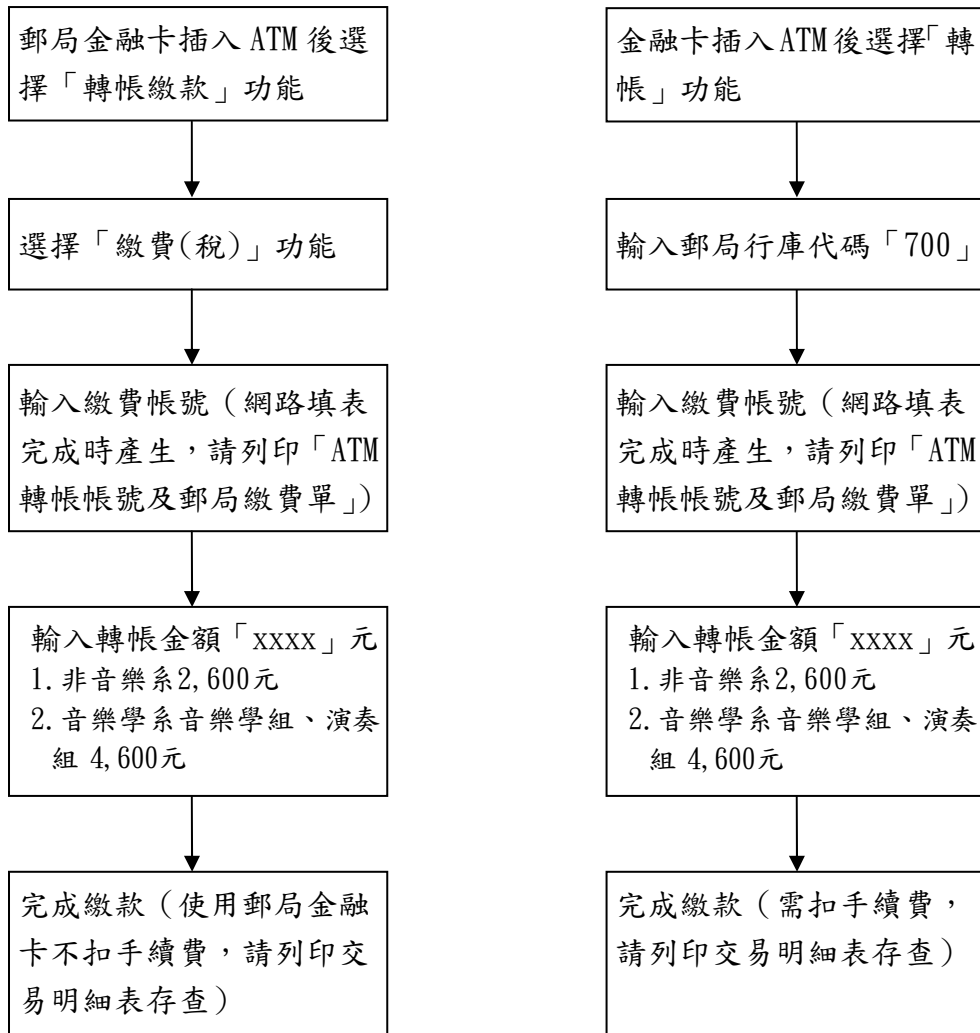 郵局金融卡插入 ATM 後選
擇「轉帳繳款」功能
選擇「繳費(稅)」功能
輸入繳費帳號（網路填表
完成時產生，請列印「ATM
轉帳帳號及郵局繳費單」）
輸入轉帳金額「xxxx」元
1. 非音樂系2,600元
2. 音樂學系音樂學組、演奏
組 4,600元
完成繳款（使用郵局金融
卡不扣手續費，請列印交
易明細表存查）
金融卡插入ATM後選擇「轉
帳」功能
輸入郵局行庫代碼「700」
輸入繳費帳號（網路填表
完成時產生，請列印「ATM
轉帳帳號及郵局繳費單」）
輸入轉帳金額「xxxx」元
1. 非音樂系2,600元
2. 音樂學系音樂學組、演奏
組 4,600元
完成繳款（需扣手續費，
請列印交易明細表存查）